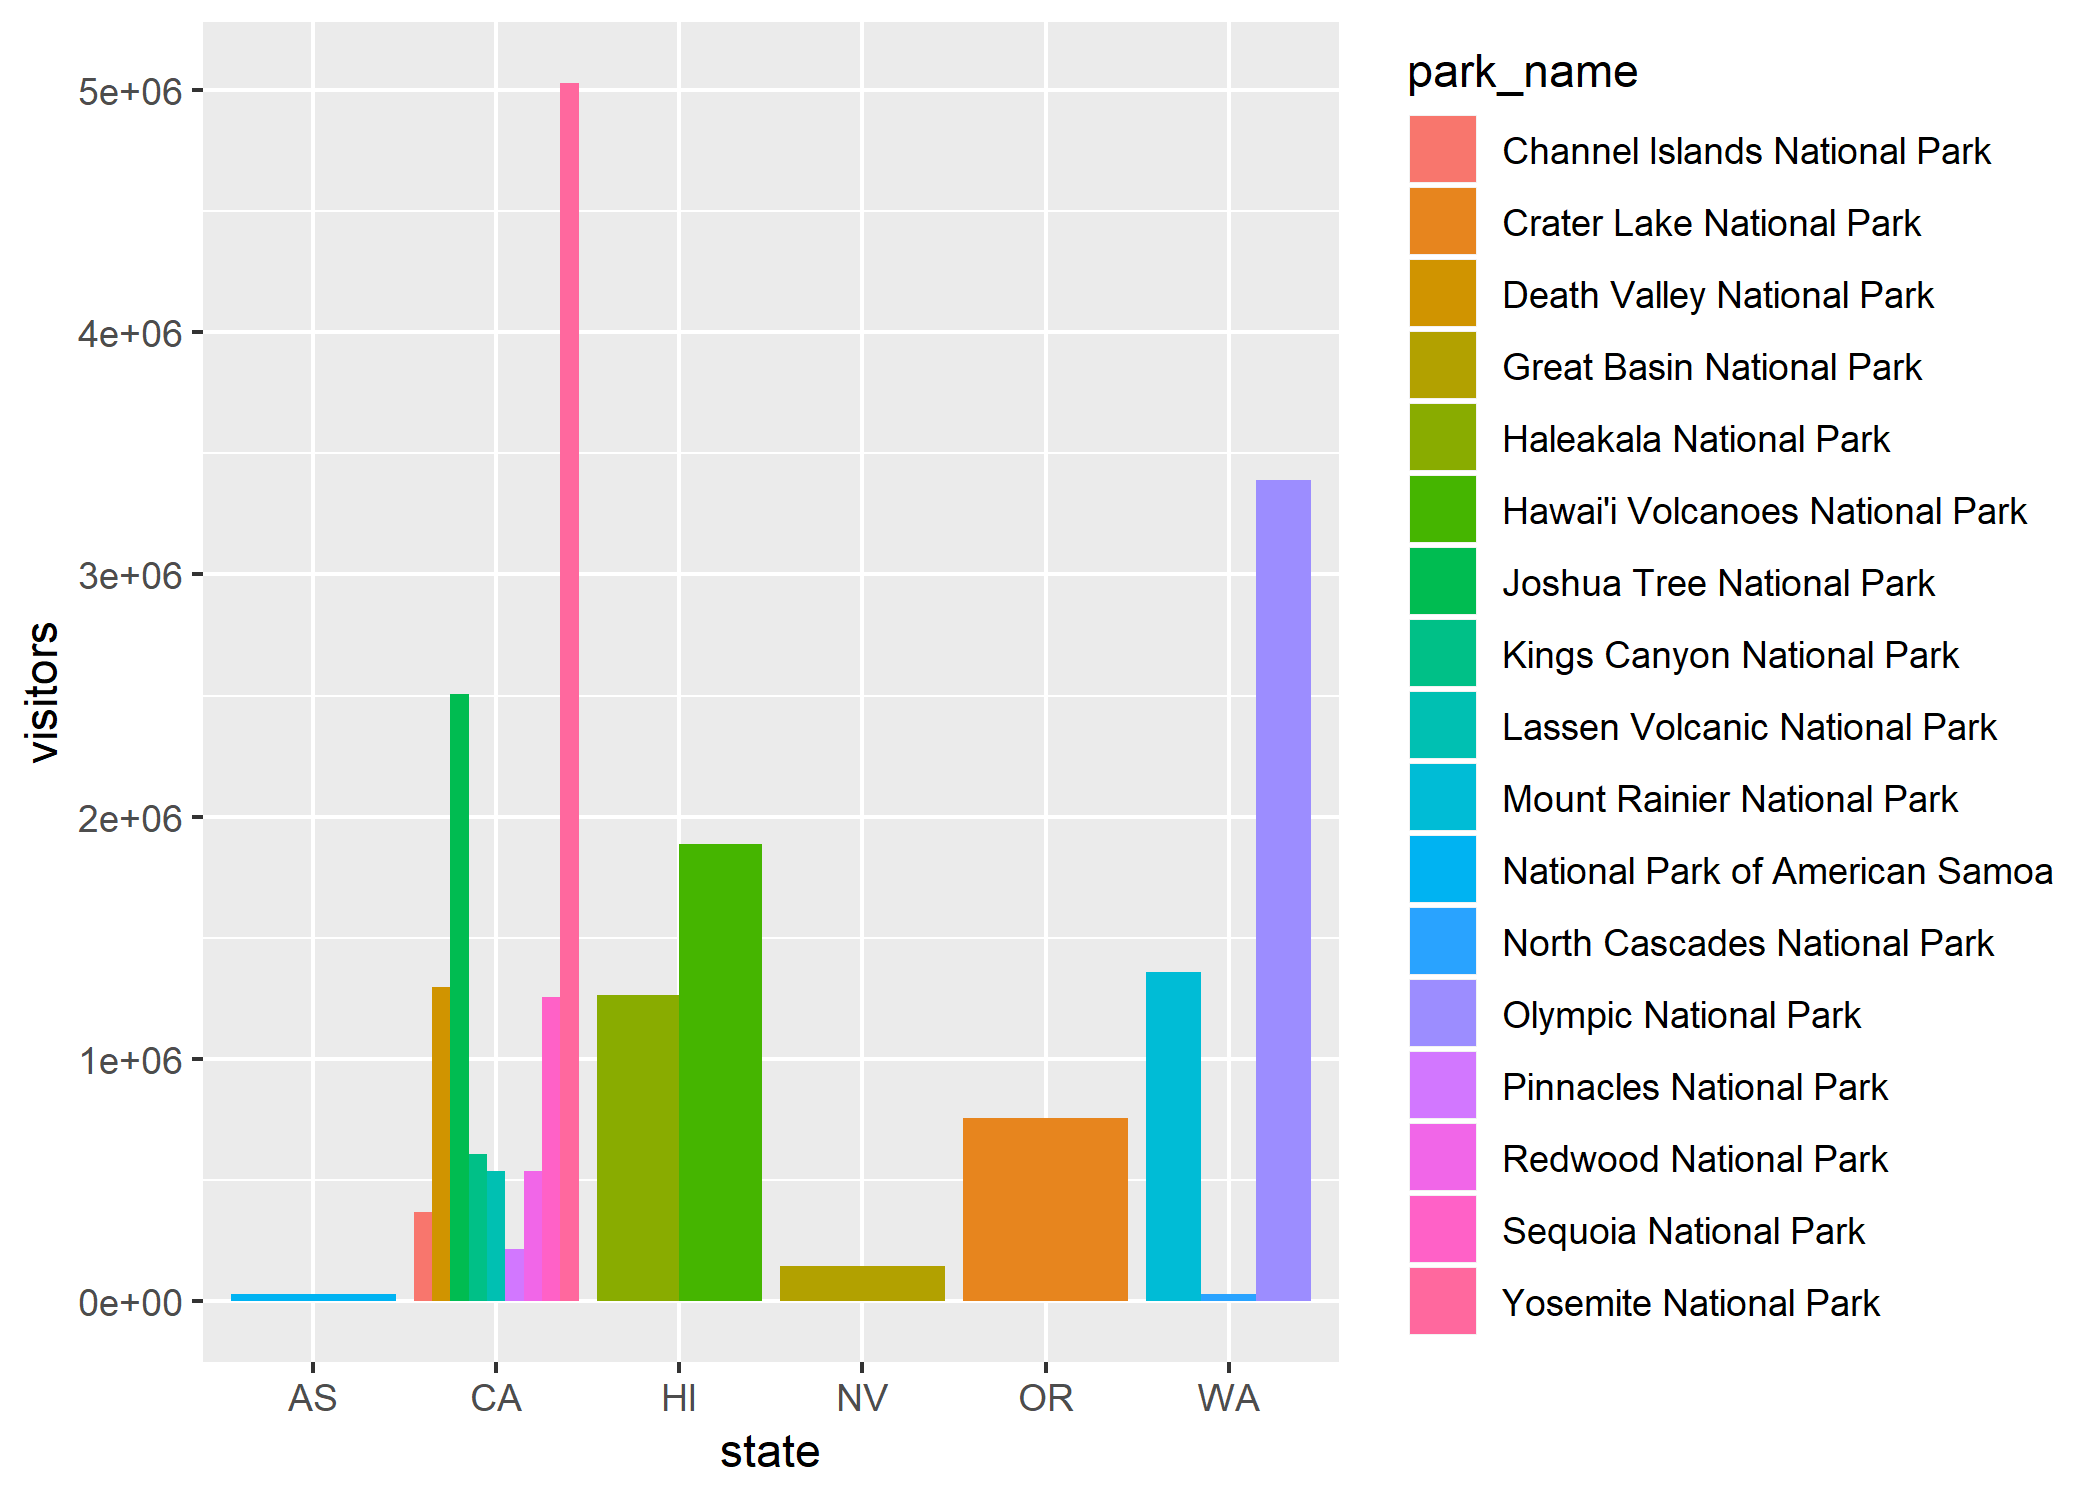 5e+06
4e+06
3e+06
2e+06
1e+06
0e+00
visitors
AS CA HI NV OR WA
state
park_name
Channel Islands National Park
Crater Lake National Park
Death Valley National Park
Great Basin National Park
Haleakala National Park
Hawai'i Volcanoes National Park
Joshua Tree National Park
Kings Canyon National Park
Lassen Volcanic National Park
Mount Rainier National Park
National Park of American Samoa
North Cascades National Park
Olympic National Park
Pinnacles National Park
Redwood National Park
Sequoia National Park
Yosemite National Park